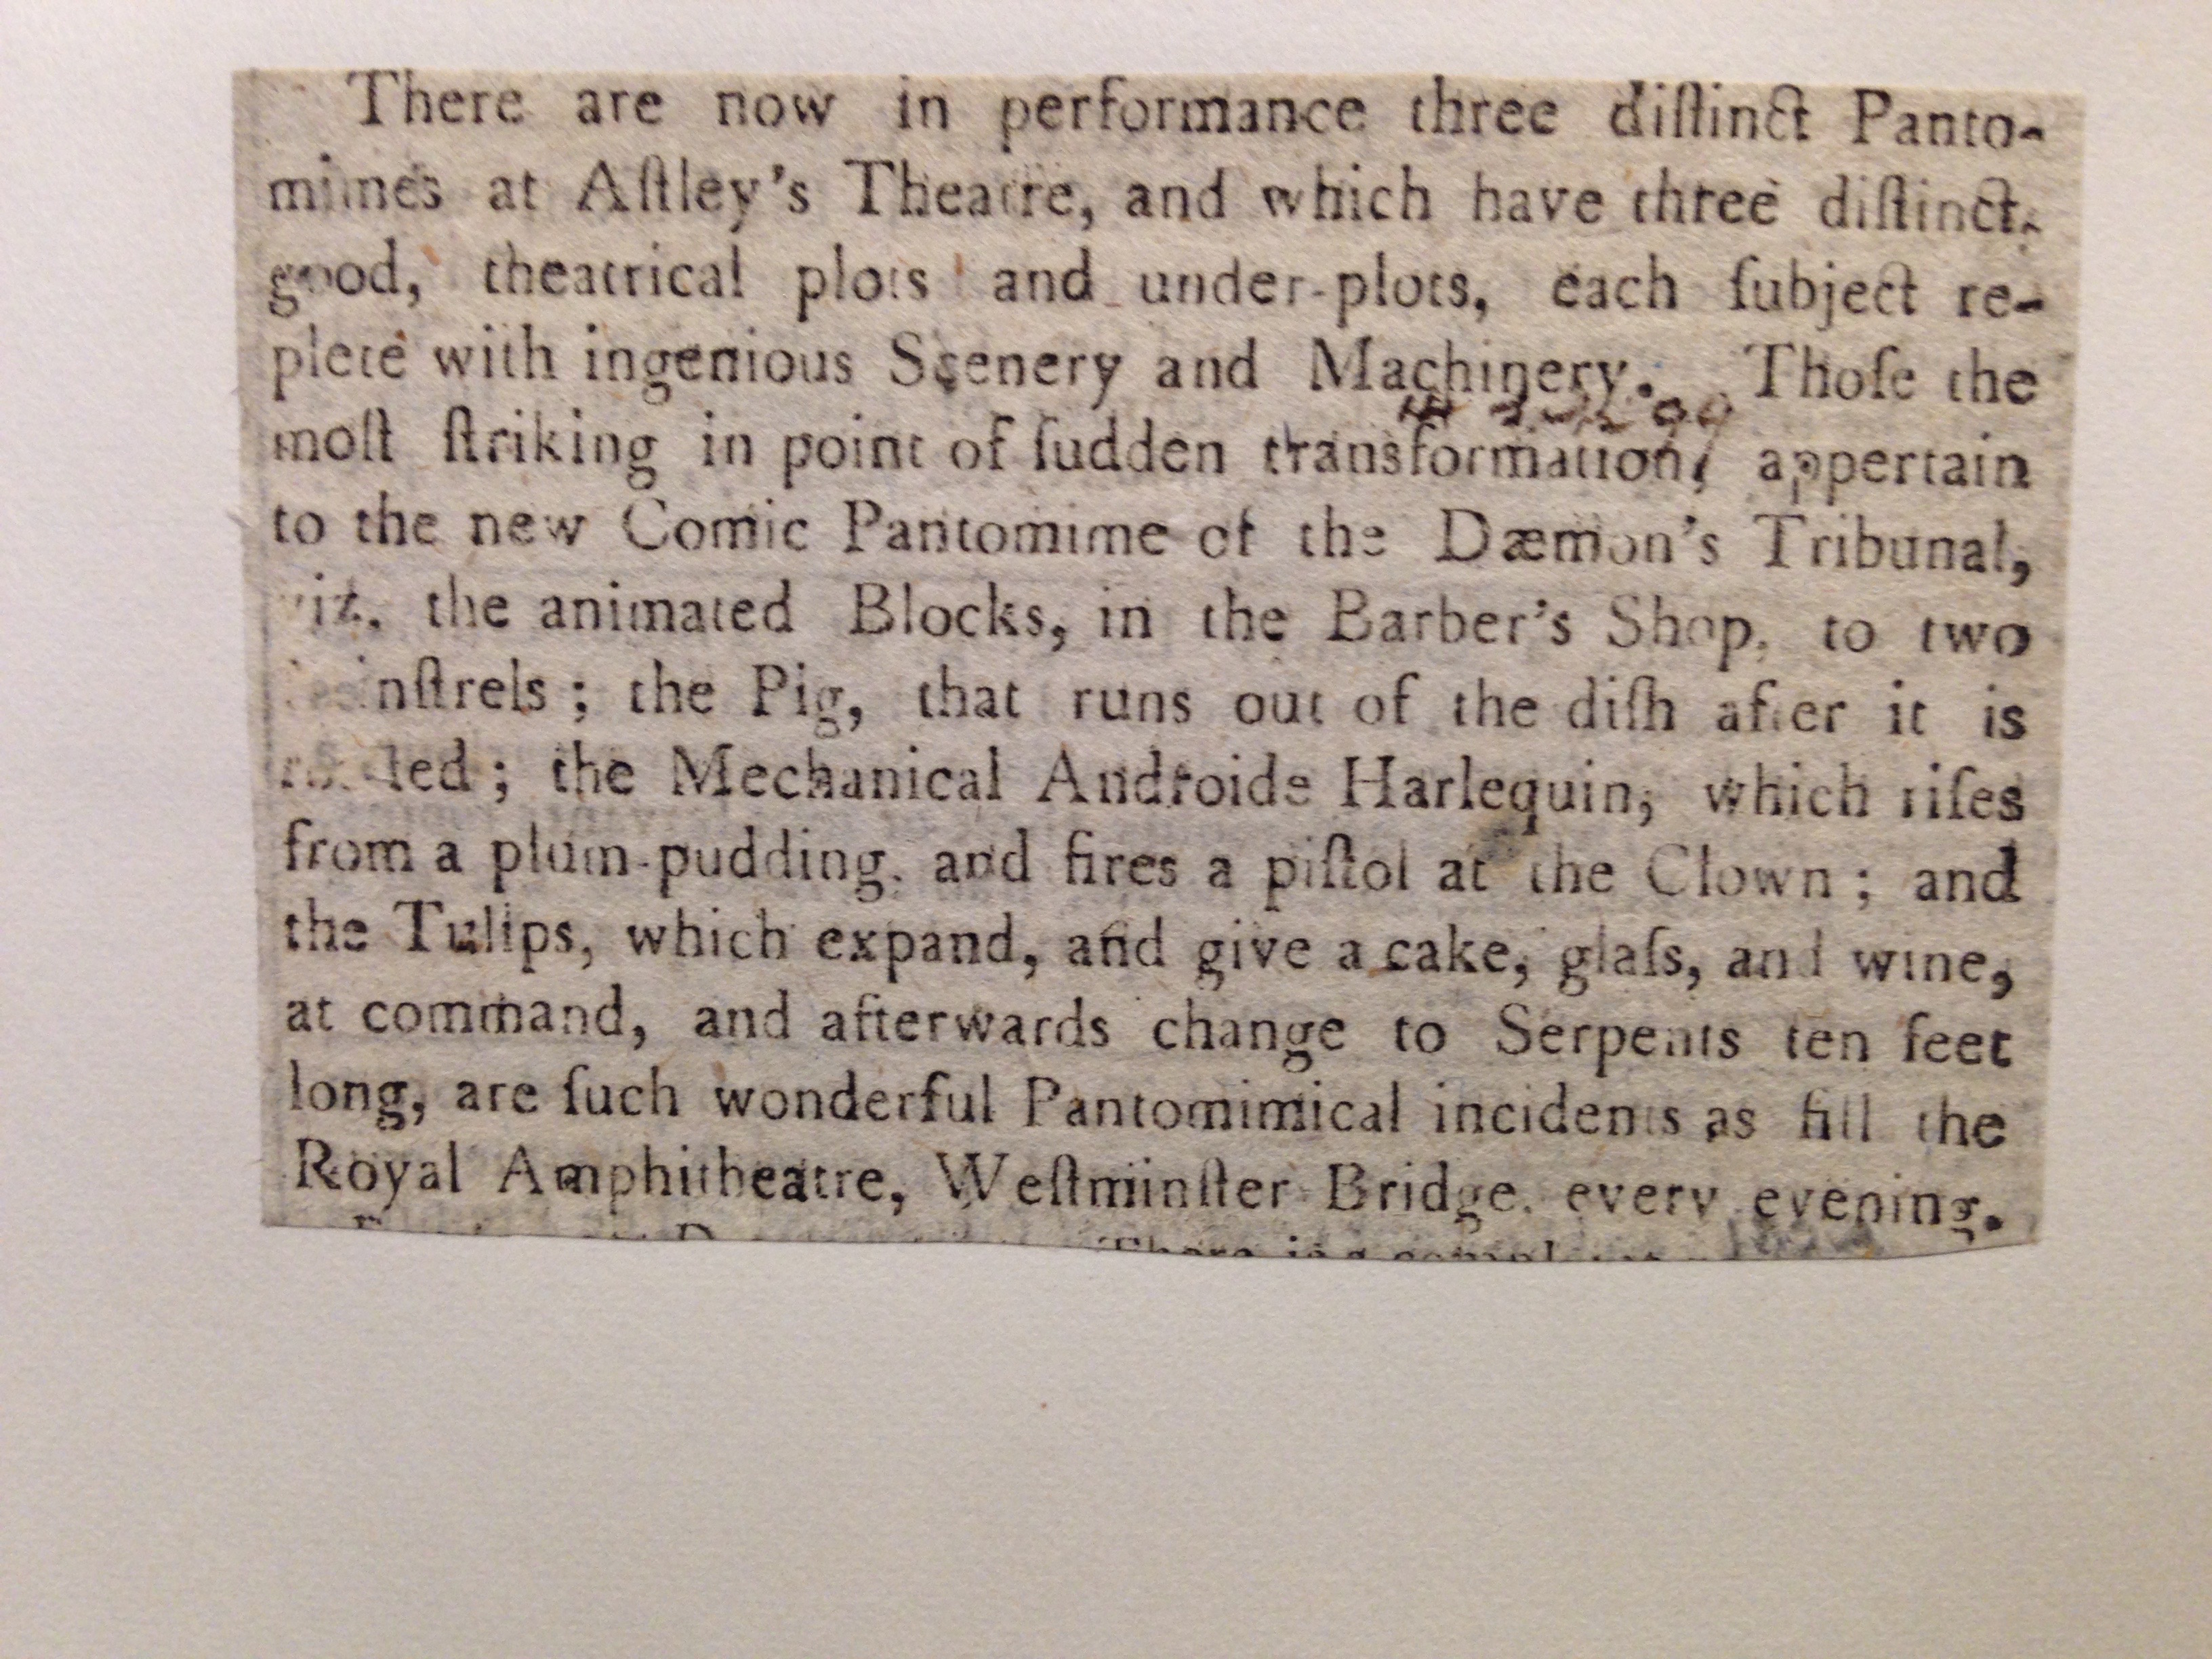 There are now in performance three diſtinct Panto-
mimes at Aſtley's Theatre, and which have three diſtinct,
good, theatrical plots and under-plots, each ſubject re-
plete with ingenious Scenery and Machinery. Thoſe the
moſt ſtriking in point of ſudden transformation, appertain
to the new Comic Pantomime of the Dæmon's Tribunal,
viz. the animated Blocks, in the Barber's Shop, to two
; the Pig, that runs out of the diſh after it is
; the Mechanical Androide Harlequin, which riſes
from a plum-pudding, and fires a piſtol at the Clown; and
the Tulips, which expand, and give a cake, glaſs, and wine,
at command, and afterwards change to Serpents ten feet
long, are ſuch wonderful Pantomimical incidents as fill the
Royal Amphitheatre, Weſtminſter Bridge, every evening.